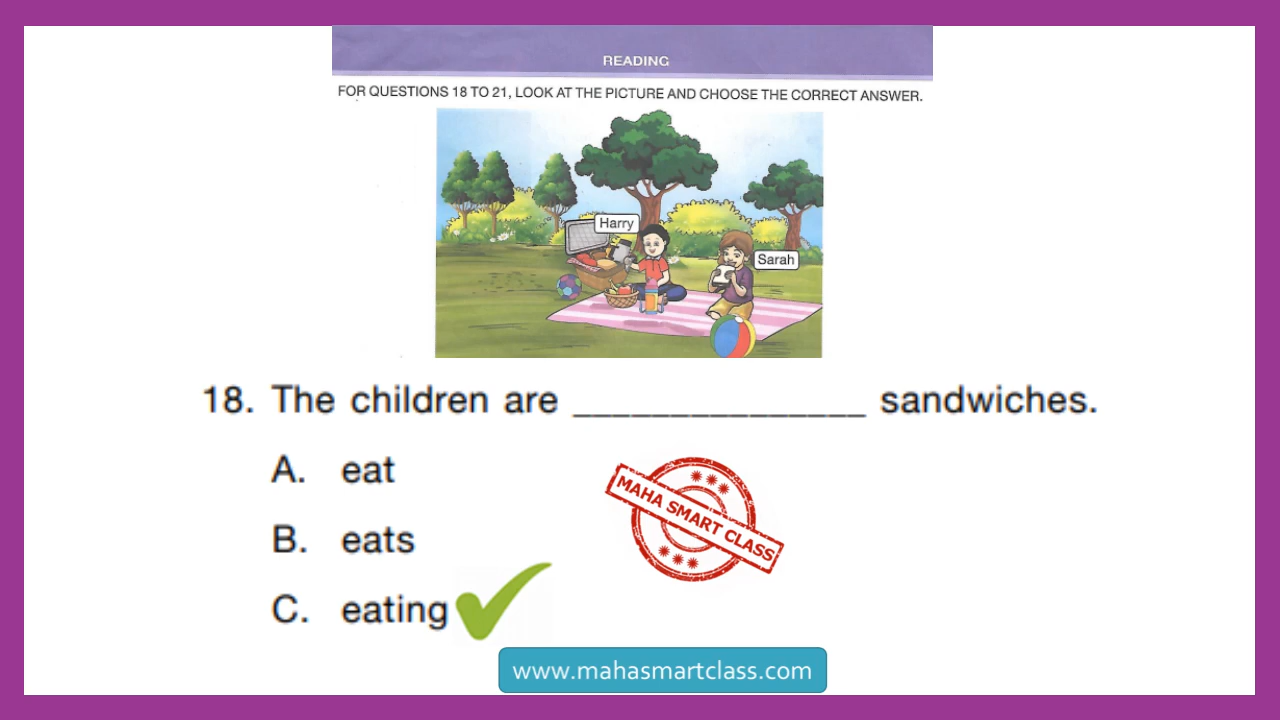 READING
FOR QUESTIONS 18 TO 21, LOOK AT THE PICTURE AND CHOOSE THE CORRECT ANSWER.
Harry
Sarah
18. The children are _______________ sandwiches.
A. eat
MAHA SMART CLASS
B. eats
C. eating
www.mahasmartclass.com